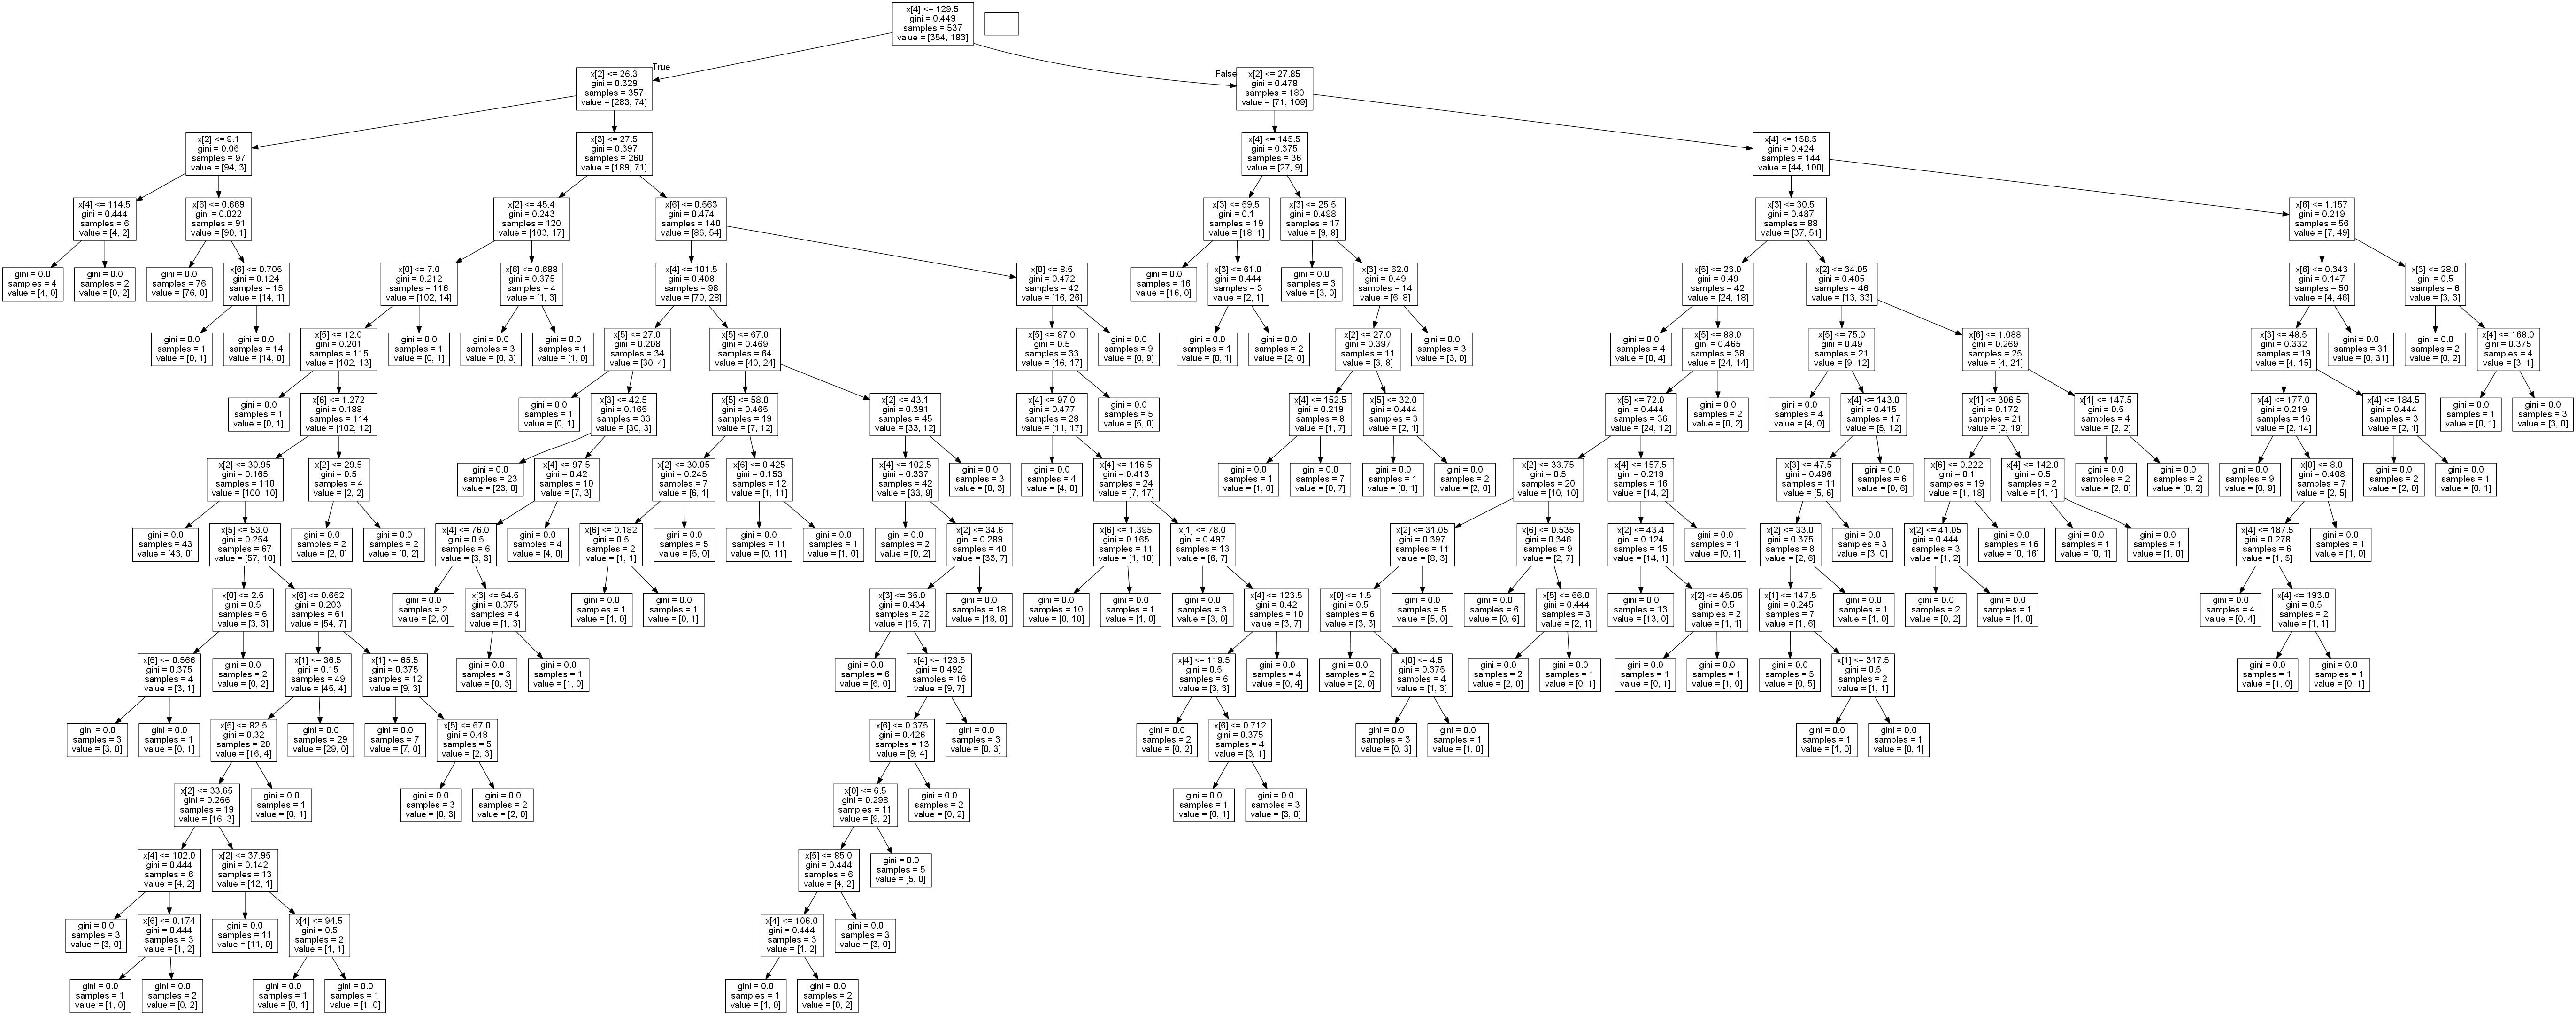 x[4] <= 129.5
gini = 0.449
samples = 537
value = [354, 183]
True
False
x[2] <= 26.3
gini = 0.329
samples = 357
value = [283, 74]
x[2] <= 27.85
gini = 0.478
samples = 180
value = [71, 109]
x[2] <= 9.1
gini = 0.06
samples = 97
value = [94, 3]
x[3] <= 27.5
gini = 0.397
samples = 260
value = [189, 71]
x[4] <= 145.5
gini = 0.375
samples = 36
value = [27, 9]
x[4] <= 158.5
gini = 0.424
samples = 144
value = [44, 100]
x[4] <= 114.5
gini = 0.444
samples = 6
value = [4, 2]
x[6] <= 0.669
gini = 0.022
samples = 91
value = [90, 1]
x[2] <= 45.4
gini = 0.243
samples = 120
value = [103, 17]
x[6] <= 0.563
gini = 0.474
samples = 140
value = [86, 54]
x[3] <= 59.5
gini = 0.1
samples = 19
value = [18, 1]
x[3] <= 25.5
gini = 0.498
samples = 17
value = [9, 8]
x[3] <= 30.5
gini = 0.487
samples = 88
value = [37, 51]
x[6] <= 1.157
gini = 0.219
samples = 56
value = [7, 49]
gini = 0.0
samples = 4
value = [4, 0]
gini = 0.0
samples = 2
value = [0, 2]
gini = 0.0
samples = 76
value = [76, 0]
x[6] <= 0.705
gini = 0.124
samples = 15
value = [14, 1]
x[0] <= 7.0
gini = 0.212
samples = 116
value = [102, 14]
x[6] <= 0.688
gini = 0.375
samples = 4
value = [1, 3]
x[4] <= 101.5
gini = 0.408
samples = 98
value = [70, 28]
x[0] <= 8.5
gini = 0.472
samples = 42
value = [16, 26]
gini = 0.0
samples = 16
value = [16, 0]
x[3] <= 61.0
gini = 0.444
samples = 3
value = [2, 1]
gini = 0.0
samples = 3
value = [3, 0]
x[3] <= 62.0
gini = 0.49
samples = 14
value = [6, 8]
x[5] <= 23.0
gini = 0.49
samples = 42
value = [24, 18]
x[2] <= 34.05
gini = 0.405
samples = 46
value = [13, 33]
x[6] <= 0.343
gini = 0.147
samples = 50
value = [4, 46]
x[3] <= 28.0
gini = 0.5
samples = 6
value = [3, 3]
gini = 0.0
samples = 1
value = [0, 1]
gini = 0.0
samples = 14
value = [14, 0]
x[5] <= 12.0
gini = 0.201
samples = 115
value = [102, 13]
gini = 0.0
samples = 1
value = [0, 1]
gini = 0.0
samples = 3
value = [0, 3]
gini = 0.0
samples = 1
value = [1, 0]
x[5] <= 27.0
gini = 0.208
samples = 34
value = [30, 4]
x[5] <= 67.0
gini = 0.469
samples = 64
value = [40, 24]
x[5] <= 87.0
gini = 0.5
samples = 33
value = [16, 17]
gini = 0.0
samples = 9
value = [0, 9]
gini = 0.0
samples = 1
value = [0, 1]
gini = 0.0
samples = 2
value = [2, 0]
x[2] <= 27.0
gini = 0.397
samples = 11
value = [3, 8]
gini = 0.0
samples = 3
value = [3, 0]
gini = 0.0
samples = 4
value = [0, 4]
x[5] <= 88.0
gini = 0.465
samples = 38
value = [24, 14]
x[5] <= 75.0
gini = 0.49
samples = 21
value = [9, 12]
x[6] <= 1.088
gini = 0.269
samples = 25
value = [4, 21]
x[3] <= 48.5
gini = 0.332
samples = 19
value = [4, 15]
gini = 0.0
samples = 31
value = [0, 31]
gini = 0.0
samples = 2
value = [0, 2]
x[4] <= 168.0
gini = 0.375
samples = 4
value = [3, 1]
gini = 0.0
samples = 1
value = [0, 1]
x[6] <= 1.272
gini = 0.188
samples = 114
value = [102, 12]
gini = 0.0
samples = 1
value = [0, 1]
x[3] <= 42.5
gini = 0.165
samples = 33
value = [30, 3]
x[5] <= 58.0
gini = 0.465
samples = 19
value = [7, 12]
x[2] <= 43.1
gini = 0.391
samples = 45
value = [33, 12]
x[4] <= 97.0
gini = 0.477
samples = 28
value = [11, 17]
gini = 0.0
samples = 5
value = [5, 0]
x[4] <= 152.5
gini = 0.219
samples = 8
value = [1, 7]
x[5] <= 32.0
gini = 0.444
samples = 3
value = [2, 1]
x[5] <= 72.0
gini = 0.444
samples = 36
value = [24, 12]
gini = 0.0
samples = 2
value = [0, 2]
gini = 0.0
samples = 4
value = [4, 0]
x[4] <= 143.0
gini = 0.415
samples = 17
value = [5, 12]
x[1] <= 306.5
gini = 0.172
samples = 21
value = [2, 19]
x[1] <= 147.5
gini = 0.5
samples = 4
value = [2, 2]
x[4] <= 177.0
gini = 0.219
samples = 16
value = [2, 14]
x[4] <= 184.5
gini = 0.444
samples = 3
value = [2, 1]
gini = 0.0
samples = 1
value = [0, 1]
gini = 0.0
samples = 3
value = [3, 0]
x[2] <= 30.95
gini = 0.165
samples = 110
value = [100, 10]
x[2] <= 29.5
gini = 0.5
samples = 4
value = [2, 2]
gini = 0.0
samples = 23
value = [23, 0]
x[4] <= 97.5
gini = 0.42
samples = 10
value = [7, 3]
x[2] <= 30.05
gini = 0.245
samples = 7
value = [6, 1]
x[6] <= 0.425
gini = 0.153
samples = 12
value = [1, 11]
x[4] <= 102.5
gini = 0.337
samples = 42
value = [33, 9]
gini = 0.0
samples = 3
value = [0, 3]
gini = 0.0
samples = 4
value = [4, 0]
x[4] <= 116.5
gini = 0.413
samples = 24
value = [7, 17]
gini = 0.0
samples = 1
value = [1, 0]
gini = 0.0
samples = 7
value = [0, 7]
gini = 0.0
samples = 1
value = [0, 1]
gini = 0.0
samples = 2
value = [2, 0]
x[2] <= 33.75
gini = 0.5
samples = 20
value = [10, 10]
x[4] <= 157.5
gini = 0.219
samples = 16
value = [14, 2]
x[3] <= 47.5
gini = 0.496
samples = 11
value = [5, 6]
gini = 0.0
samples = 6
value = [0, 6]
x[6] <= 0.222
gini = 0.1
samples = 19
value = [1, 18]
x[4] <= 142.0
gini = 0.5
samples = 2
value = [1, 1]
gini = 0.0
samples = 2
value = [2, 0]
gini = 0.0
samples = 2
value = [0, 2]
gini = 0.0
samples = 9
value = [0, 9]
x[0] <= 8.0
gini = 0.408
samples = 7
value = [2, 5]
gini = 0.0
samples = 2
value = [2, 0]
gini = 0.0
samples = 1
value = [0, 1]
gini = 0.0
samples = 43
value = [43, 0]
x[5] <= 53.0
gini = 0.254
samples = 67
value = [57, 10]
gini = 0.0
samples = 2
value = [2, 0]
gini = 0.0
samples = 2
value = [0, 2]
x[4] <= 76.0
gini = 0.5
samples = 6
value = [3, 3]
gini = 0.0
samples = 4
value = [4, 0]
x[6] <= 0.182
gini = 0.5
samples = 2
value = [1, 1]
gini = 0.0
samples = 5
value = [5, 0]
gini = 0.0
samples = 11
value = [0, 11]
gini = 0.0
samples = 1
value = [1, 0]
gini = 0.0
samples = 2
value = [0, 2]
x[2] <= 34.6
gini = 0.289
samples = 40
value = [33, 7]
x[6] <= 1.395
gini = 0.165
samples = 11
value = [1, 10]
x[1] <= 78.0
gini = 0.497
samples = 13
value = [6, 7]
x[2] <= 31.05
gini = 0.397
samples = 11
value = [8, 3]
x[6] <= 0.535
gini = 0.346
samples = 9
value = [2, 7]
x[2] <= 43.4
gini = 0.124
samples = 15
value = [14, 1]
gini = 0.0
samples = 1
value = [0, 1]
x[2] <= 33.0
gini = 0.375
samples = 8
value = [2, 6]
gini = 0.0
samples = 3
value = [3, 0]
x[2] <= 41.05
gini = 0.444
samples = 3
value = [1, 2]
gini = 0.0
samples = 16
value = [0, 16]
gini = 0.0
samples = 1
value = [0, 1]
gini = 0.0
samples = 1
value = [1, 0]
x[4] <= 187.5
gini = 0.278
samples = 6
value = [1, 5]
gini = 0.0
samples = 1
value = [1, 0]
x[0] <= 2.5
gini = 0.5
samples = 6
value = [3, 3]
x[6] <= 0.652
gini = 0.203
samples = 61
value = [54, 7]
gini = 0.0
samples = 2
value = [2, 0]
x[3] <= 54.5
gini = 0.375
samples = 4
value = [1, 3]
gini = 0.0
samples = 1
value = [1, 0]
gini = 0.0
samples = 1
value = [0, 1]
x[3] <= 35.0
gini = 0.434
samples = 22
value = [15, 7]
gini = 0.0
samples = 18
value = [18, 0]
gini = 0.0
samples = 10
value = [0, 10]
gini = 0.0
samples = 1
value = [1, 0]
gini = 0.0
samples = 3
value = [3, 0]
x[4] <= 123.5
gini = 0.42
samples = 10
value = [3, 7]
x[0] <= 1.5
gini = 0.5
samples = 6
value = [3, 3]
gini = 0.0
samples = 5
value = [5, 0]
gini = 0.0
samples = 6
value = [0, 6]
x[5] <= 66.0
gini = 0.444
samples = 3
value = [2, 1]
gini = 0.0
samples = 13
value = [13, 0]
x[2] <= 45.05
gini = 0.5
samples = 2
value = [1, 1]
x[1] <= 147.5
gini = 0.245
samples = 7
value = [1, 6]
gini = 0.0
samples = 1
value = [1, 0]
gini = 0.0
samples = 2
value = [0, 2]
gini = 0.0
samples = 1
value = [1, 0]
gini = 0.0
samples = 4
value = [0, 4]
x[4] <= 193.0
gini = 0.5
samples = 2
value = [1, 1]
x[6] <= 0.566
gini = 0.375
samples = 4
value = [3, 1]
gini = 0.0
samples = 2
value = [0, 2]
x[1] <= 36.5
gini = 0.15
samples = 49
value = [45, 4]
x[1] <= 65.5
gini = 0.375
samples = 12
value = [9, 3]
gini = 0.0
samples = 3
value = [0, 3]
gini = 0.0
samples = 1
value = [1, 0]
gini = 0.0
samples = 6
value = [6, 0]
x[4] <= 123.5
gini = 0.492
samples = 16
value = [9, 7]
x[4] <= 119.5
gini = 0.5
samples = 6
value = [3, 3]
gini = 0.0
samples = 4
value = [0, 4]
gini = 0.0
samples = 2
value = [2, 0]
x[0] <= 4.5
gini = 0.375
samples = 4
value = [1, 3]
gini = 0.0
samples = 2
value = [2, 0]
gini = 0.0
samples = 1
value = [0, 1]
gini = 0.0
samples = 1
value = [0, 1]
gini = 0.0
samples = 1
value = [1, 0]
gini = 0.0
samples = 5
value = [0, 5]
x[1] <= 317.5
gini = 0.5
samples = 2
value = [1, 1]
gini = 0.0
samples = 1
value = [1, 0]
gini = 0.0
samples = 1
value = [0, 1]
gini = 0.0
samples = 3
value = [3, 0]
gini = 0.0
samples = 1
value = [0, 1]
x[5] <= 82.5
gini = 0.32
samples = 20
value = [16, 4]
gini = 0.0
samples = 29
value = [29, 0]
gini = 0.0
samples = 7
value = [7, 0]
x[5] <= 67.0
gini = 0.48
samples = 5
value = [2, 3]
x[6] <= 0.375
gini = 0.426
samples = 13
value = [9, 4]
gini = 0.0
samples = 3
value = [0, 3]
gini = 0.0
samples = 2
value = [0, 2]
x[6] <= 0.712
gini = 0.375
samples = 4
value = [3, 1]
gini = 0.0
samples = 3
value = [0, 3]
gini = 0.0
samples = 1
value = [1, 0]
gini = 0.0
samples = 1
value = [1, 0]
gini = 0.0
samples = 1
value = [0, 1]
x[2] <= 33.65
gini = 0.266
samples = 19
value = [16, 3]
gini = 0.0
samples = 1
value = [0, 1]
gini = 0.0
samples = 3
value = [0, 3]
gini = 0.0
samples = 2
value = [2, 0]
x[0] <= 6.5
gini = 0.298
samples = 11
value = [9, 2]
gini = 0.0
samples = 2
value = [0, 2]
gini = 0.0
samples = 1
value = [0, 1]
gini = 0.0
samples = 3
value = [3, 0]
x[4] <= 102.0
gini = 0.444
samples = 6
value = [4, 2]
x[2] <= 37.95
gini = 0.142
samples = 13
value = [12, 1]
x[5] <= 85.0
gini = 0.444
samples = 6
value = [4, 2]
gini = 0.0
samples = 5
value = [5, 0]
gini = 0.0
samples = 3
value = [3, 0]
x[6] <= 0.174
gini = 0.444
samples = 3
value = [1, 2]
gini = 0.0
samples = 11
value = [11, 0]
x[4] <= 94.5
gini = 0.5
samples = 2
value = [1, 1]
x[4] <= 106.0
gini = 0.444
samples = 3
value = [1, 2]
gini = 0.0
samples = 3
value = [3, 0]
gini = 0.0
samples = 1
value = [1, 0]
gini = 0.0
samples = 2
value = [0, 2]
gini = 0.0
samples = 1
value = [0, 1]
gini = 0.0
samples = 1
value = [1, 0]
gini = 0.0
samples = 1
value = [1, 0]
gini = 0.0
samples = 2
value = [0, 2]